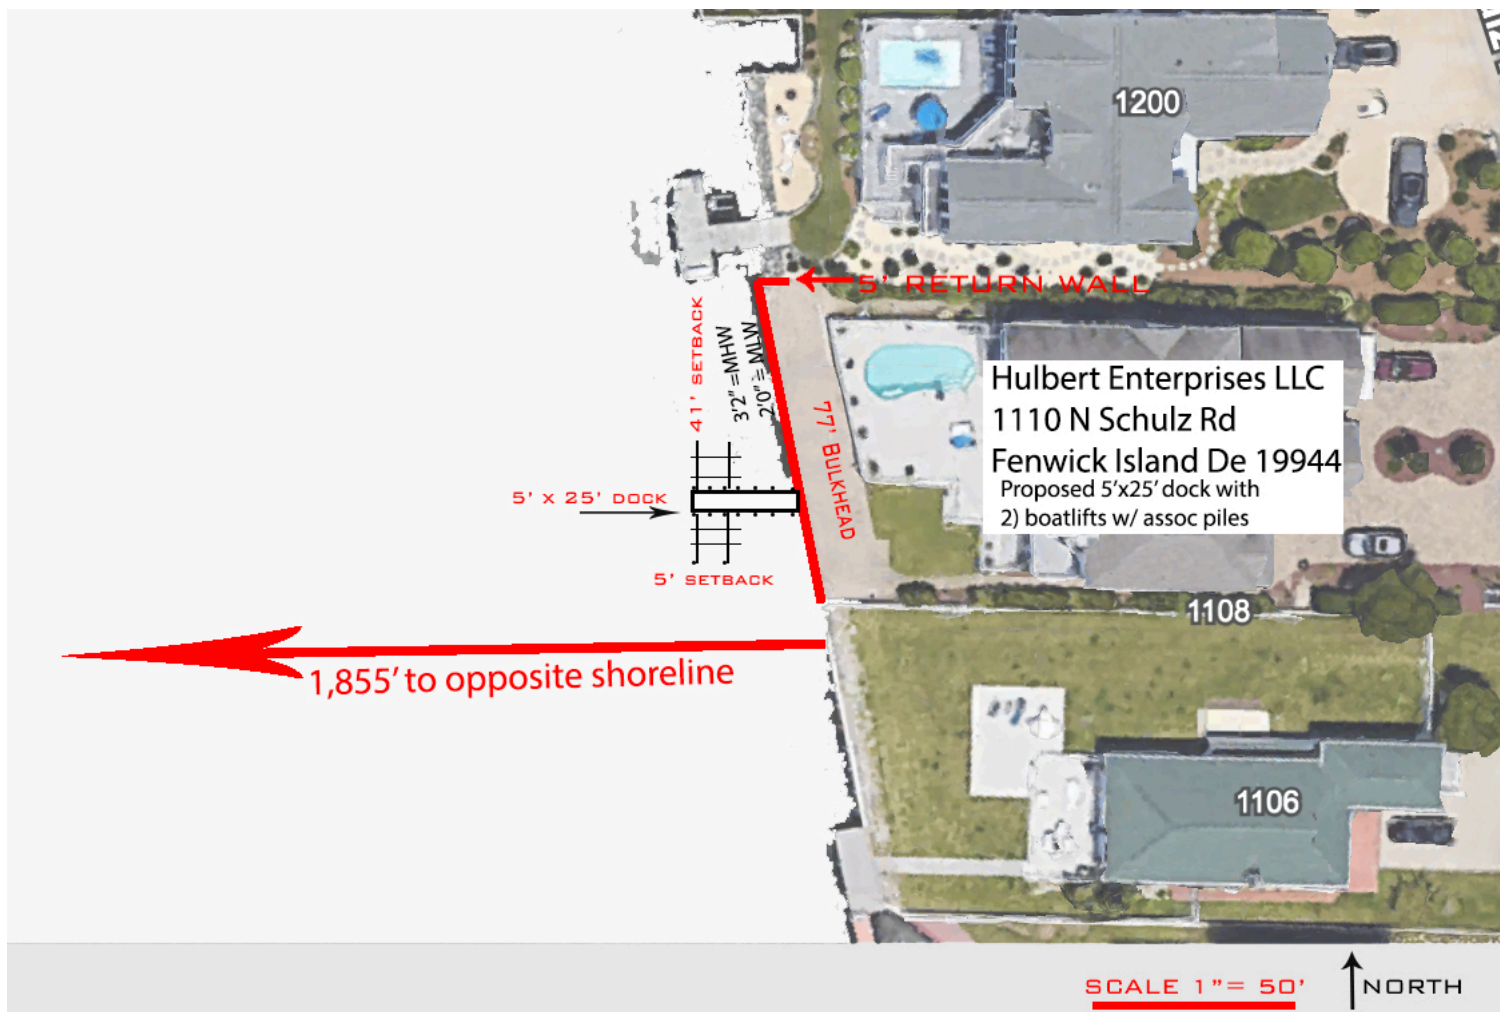 1200
5' RETURN WALL
41' SETBACK
3'2" =MHW
2'0" = MLW
77' BULKHEAD
Hulbert Enterprises LLC
1110 N Schulz Rd
Fenwick Island De 19944
Proposed 5'x25' dock with
2) boatlifts w/ assoc piles
5' X 25' DOCK
5' SETBACK
1108
1,855' to opposite shoreline
1106
SCALE 1"= 50'
NORTH